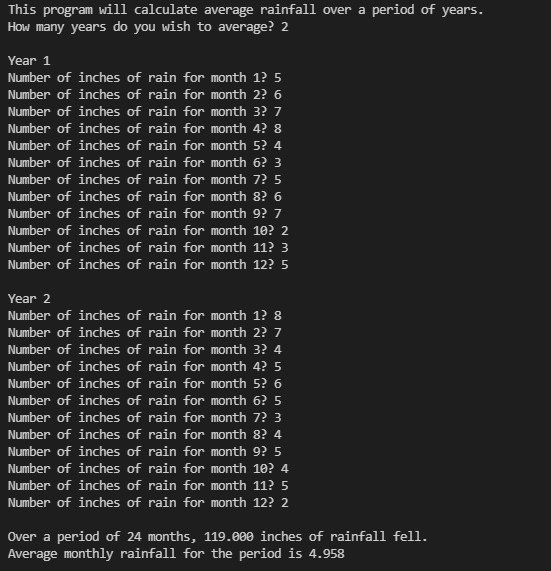 This program will calculate average rainfall over a period of years.
How many years do you wish to average? 2
Year 1
Number of inches of rain for month 1? 5
Number of inches of rain for month 2? 6
Number of inches of rain for month 3? 7
Number of inches of rain for month 4? 8
Number of inches of rain for month 5? 4
Number of inches of rain for month 6? 3
Number of inches of rain for month 7? 5
Number of inches of rain for month 8? 6
Number of inches of rain for month 9? 7
Number of inches of rain for month 10? 2
Number of inches of rain for month 11? 3
Number of inches of rain for month 12? 5
Year 2
Number of inches of rain for month 1? 8
Number of inches of rain for month 2? 7
Number of inches of rain for month 3? 4
Number of inches of rain for month 4? 5
Number of inches of rain for month 5? 6
Number of inches of rain for month 6? 5
Number of inches of rain for month 7? 3
Number of inches of rain for month 8? 4
Number of inches of rain for month 9? 5
Number of inches of rain for month 10? 4
Number of inches of rain for month 11? 5
Number of inches of rain for month 12? 2
Over a period of 24 months, 119.000 inches of rainfall fell.
Average monthly rainfall for the period is 4.958